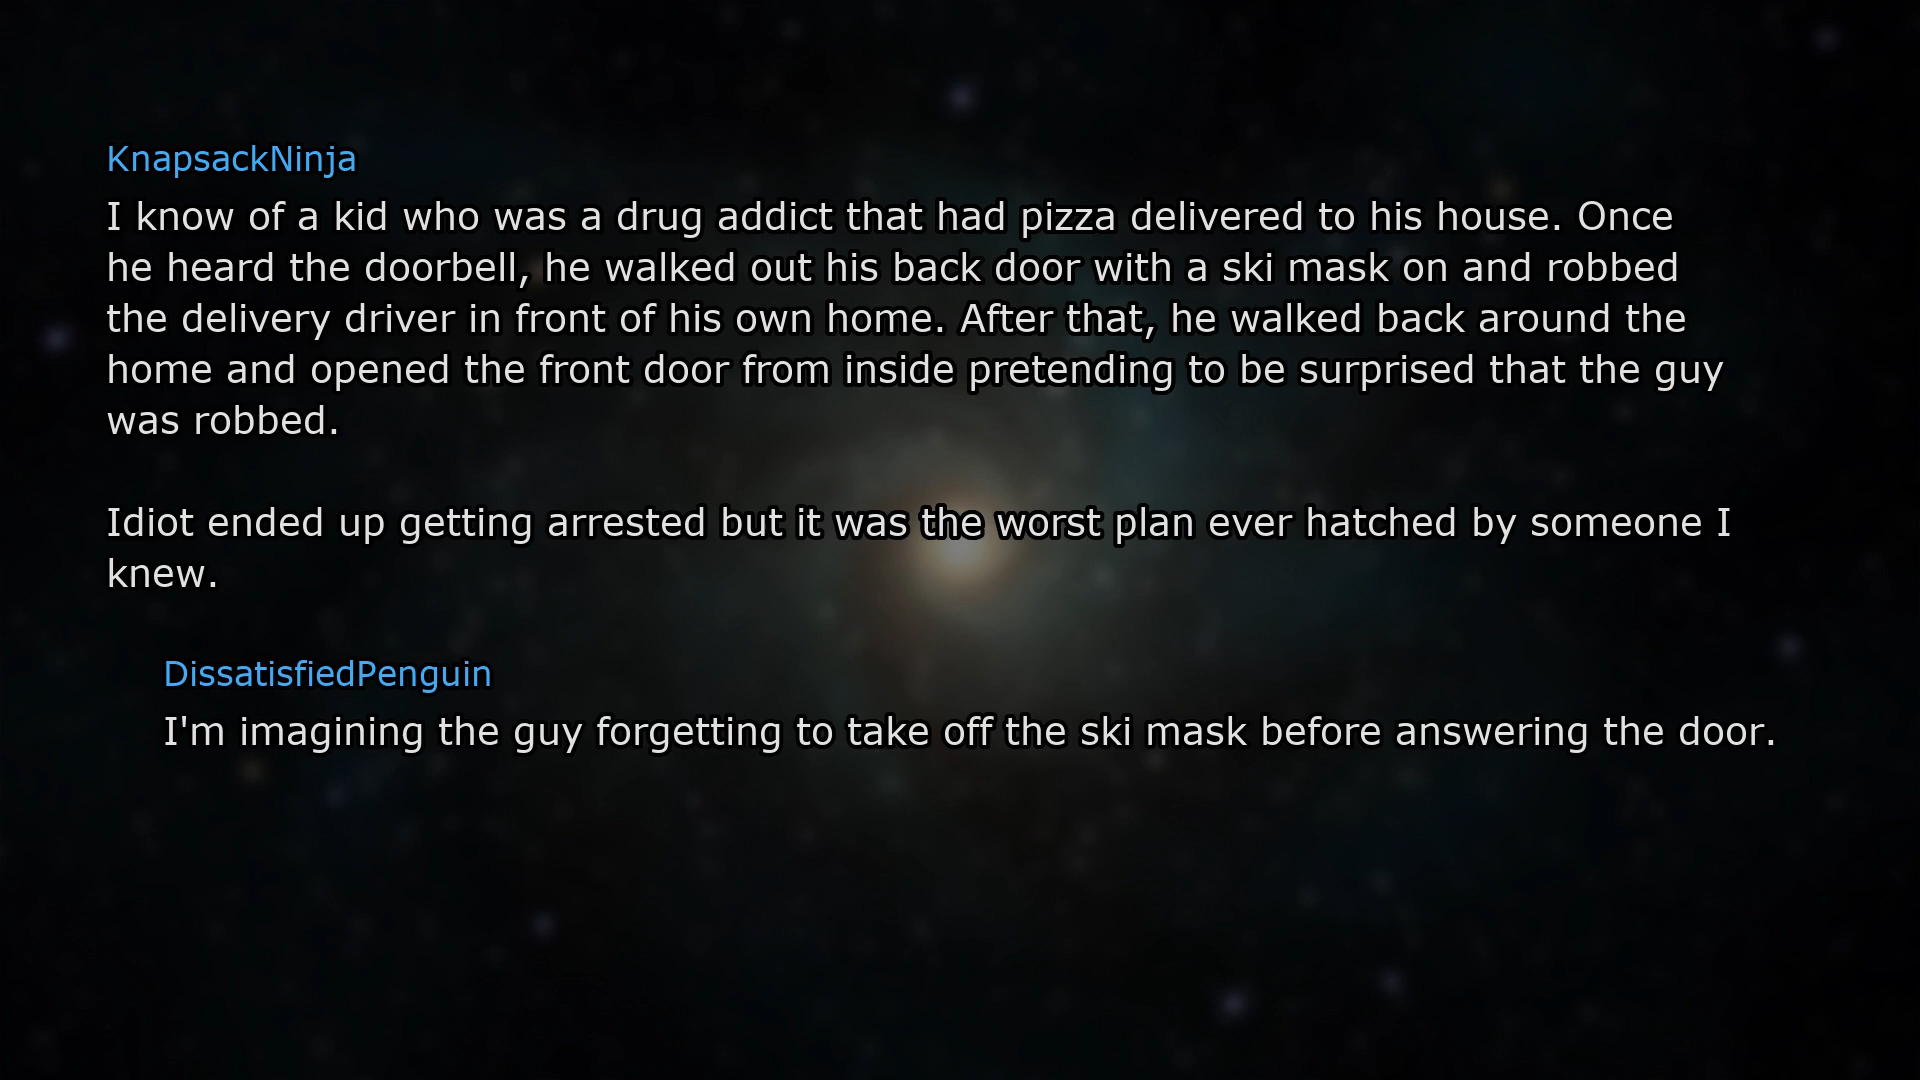 KnapsackNinja
I know of a kid who was a drug addict that had pizza delivered to his house. Once
he heard the doorbell, he walked out his back door with a ski mask on and robbed
the delivery driver in front of his own home. After that, he walked back around the
home and opened the front door from inside pretending to be surprised that the guy
was robbed.
Idiot ended up getting arrested but it was the worst plan ever hatched by someone I
knew.
DissatisfiedPenguin
I'm imagining the guy forgetting to take off the ski mask before answering the door.